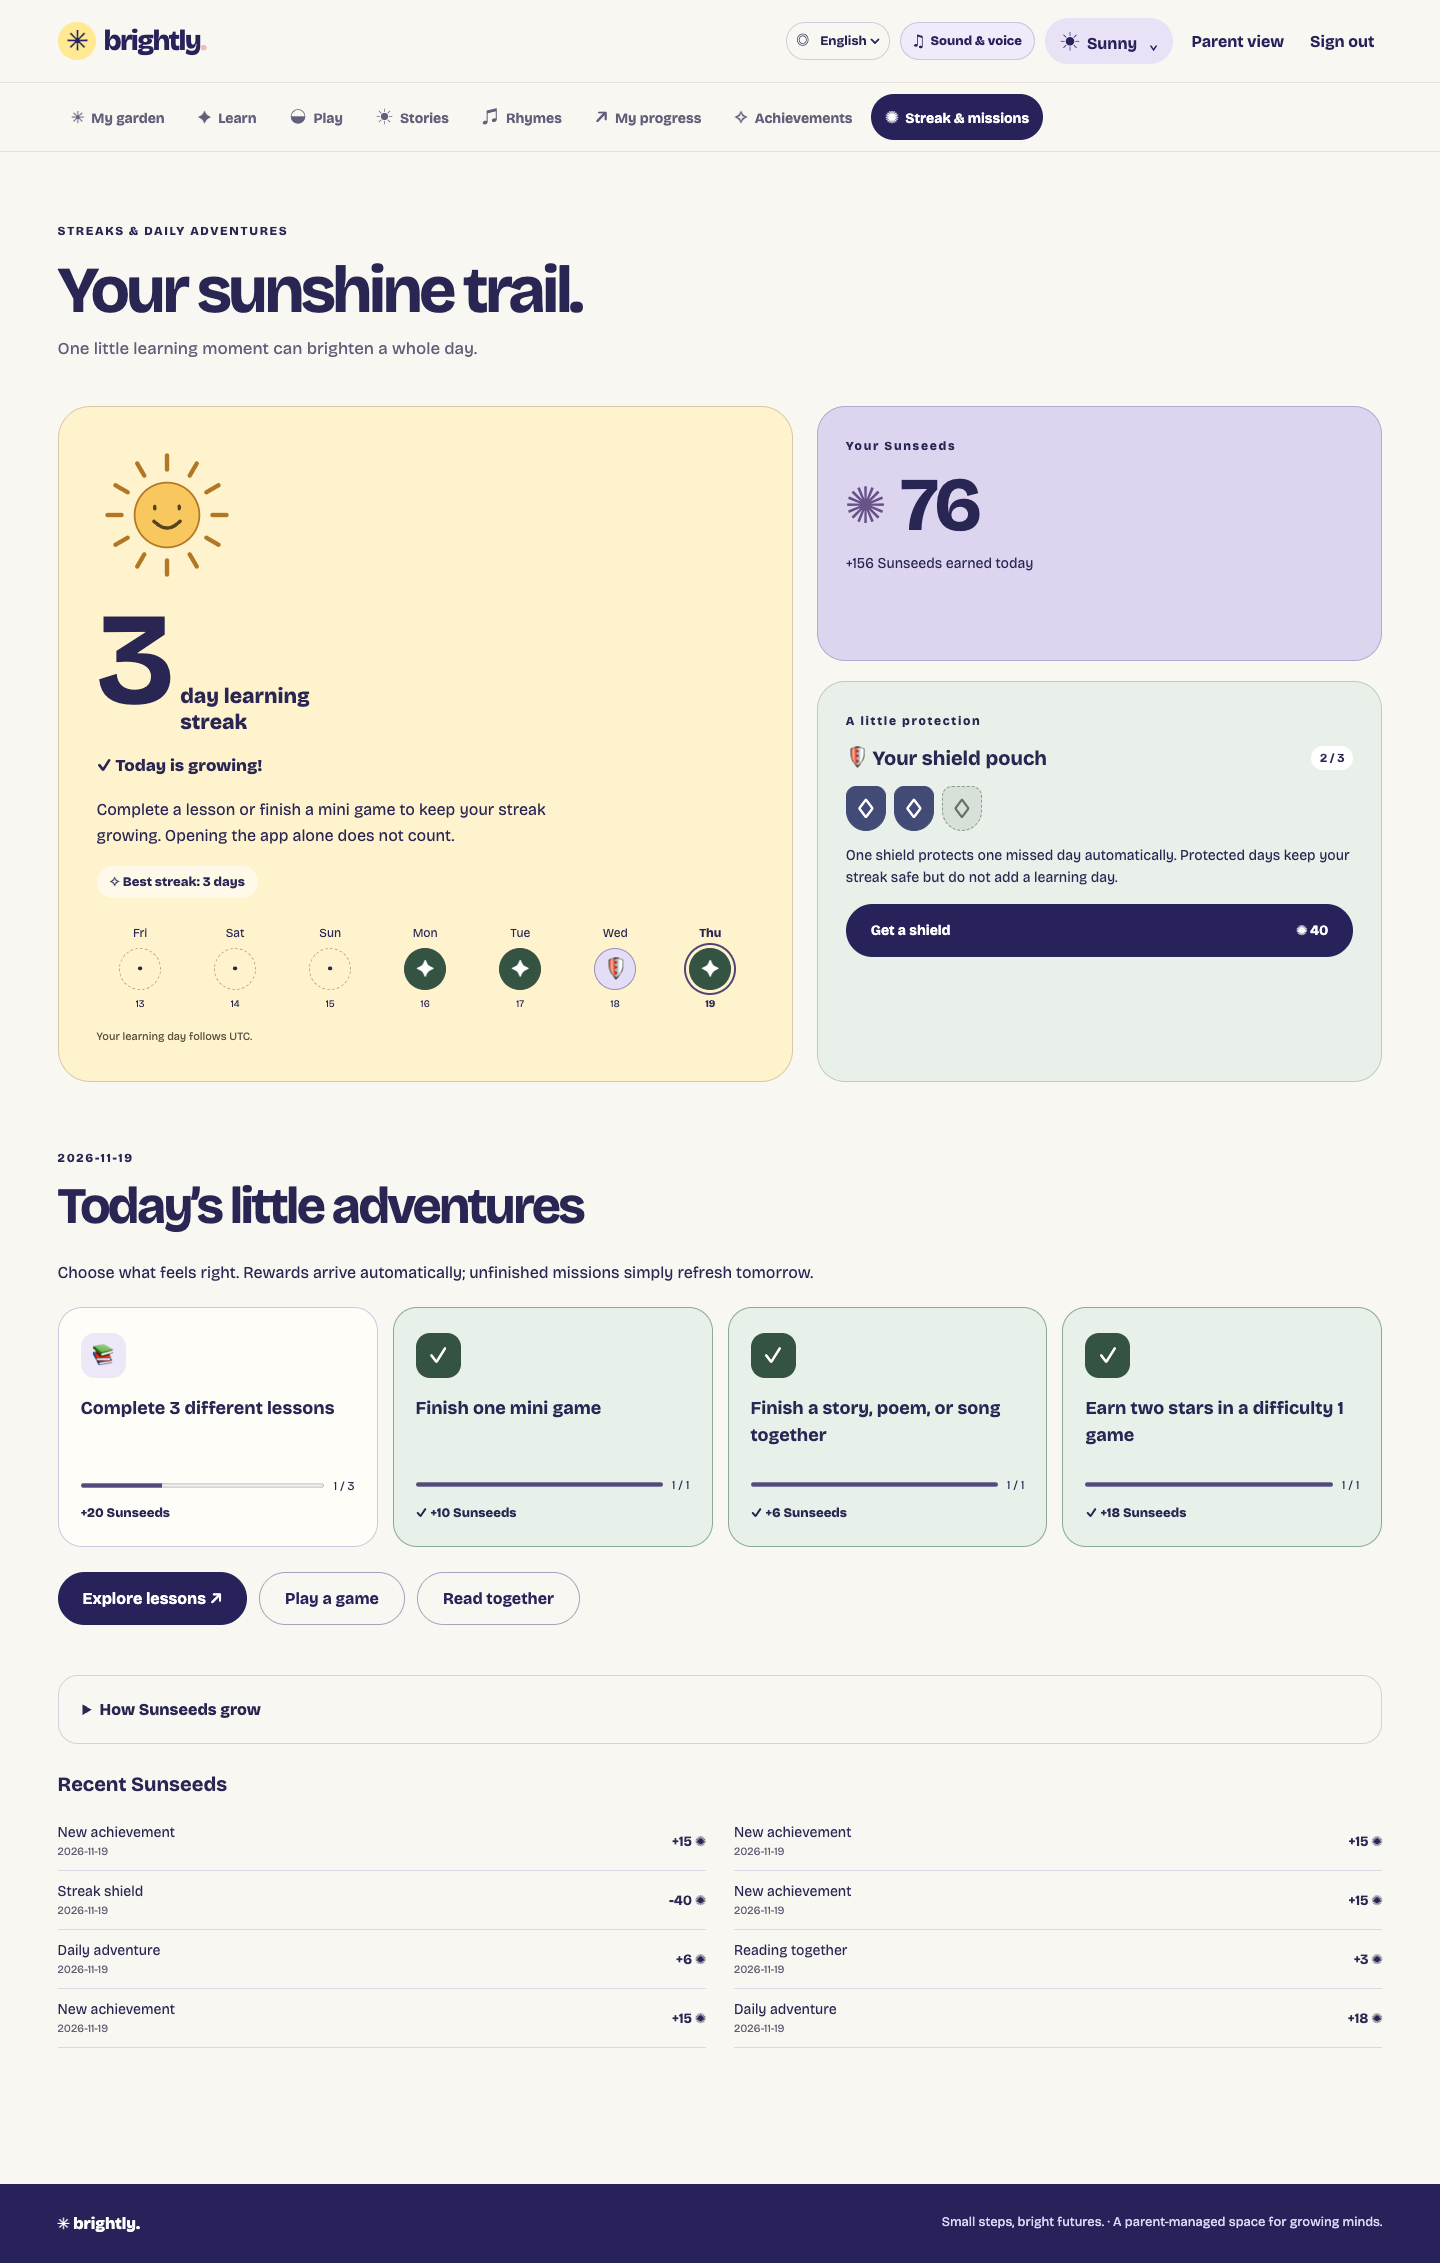 brightly.
English
Sound & voice
Sunny
Parent view
Sign out
My garden
Learn
Play
Stories
Rhymes
My progress
Achievements
Streak & missions
STREAKS & DAILY ADVENTURES
Your sunshine trail.
One little learning moment can brighten a whole day.
3 day learning
streak
✓ Today is growing!
Complete a lesson or finish a mini game to keep your streak
growing. Opening the app alone does not count.
✧ Best streak: 3 days
Fri Sat Sun Mon Tue Wed Thu
13 14 15 16 17 18 19
Your learning day follows UTC.
Your Sunseeds
76
+156 Sunseeds earned today
A little protection
Your shield pouch
2 / 3
One shield protects one missed day automatically. Protected days keep your
streak safe but do not add a learning day.
Get a shield
✺ 40
2026-11-19
Today's little adventures
Choose what feels right. Rewards arrive automatically; unfinished missions simply refresh tomorrow.
Complete 3 different lessons
1 / 3
+20 Sunseeds
Finish one mini game
1 / 1
✓ +10 Sunseeds
Finish a story, poem, or song
together
1 / 1
✓ +6 Sunseeds
Earn two stars in a difficulty 1
game
1 / 1
✓ +18 Sunseeds
Explore lessons ↗
Play a game
Read together
▶ How Sunseeds grow
Recent Sunseeds
New achievement
2026-11-19
+15 ✺
New achievement
2026-11-19
+15 ✺
Streak shield
2026-11-19
-40 ✺
New achievement
2026-11-19
+15 ✺
Daily adventure
2026-11-19
+6 ✺
Reading together
2026-11-19
+3 ✺
New achievement
2026-11-19
+15 ✺
Daily adventure
2026-11-19
+18 ✺
✳ brightly.
Small steps, bright futures. · A parent-managed space for growing minds.